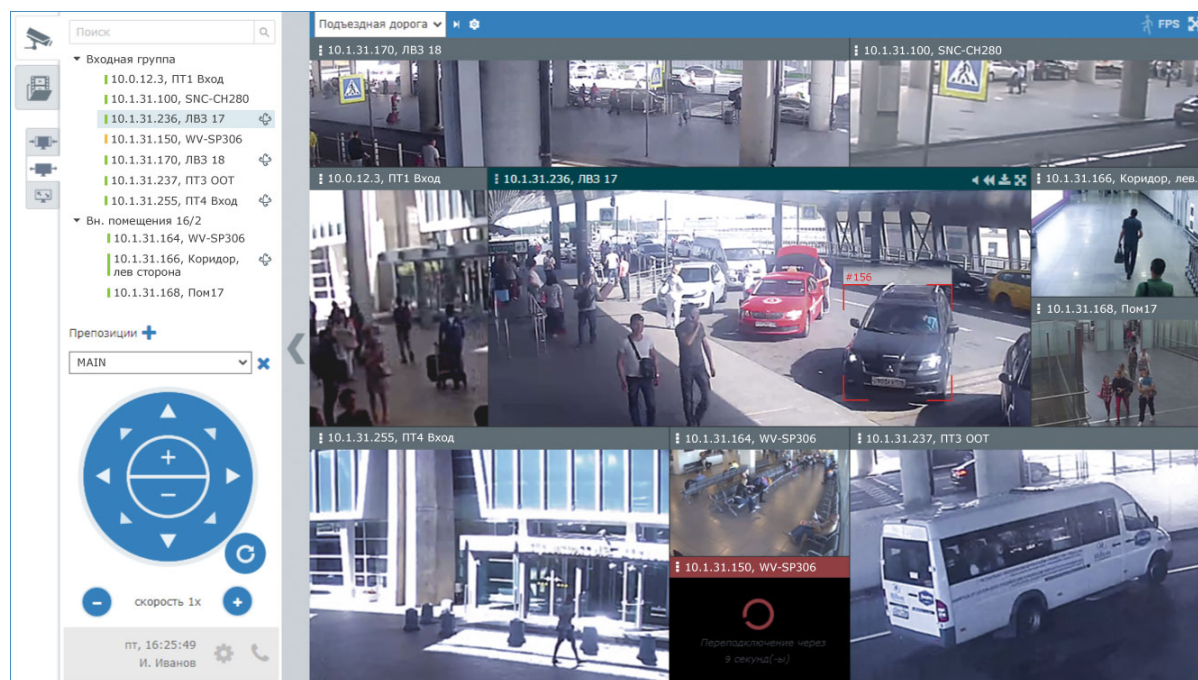 Поиск
Входная группа
10.0.12.3, ПТ1 Вход
10.1.31.100, SNC-CH280
10.1.31.236, ЛВЗ 17
10.1.31.150, WV-SP306
10.1.31.170, ЛВЗ 18
10.1.31.237, ПТЗ ООТ
10.1.31.255, ПТ4 Вход
Вн. помещения 16/2
10.1.31.164, WV-SP306
10.1.31.166, Коридор,
лев сторона
10.1.31.168, Пом17
Препозиции
MAIN
скорость 1x
пт, 16:25:49
И. Иванов
Подъездная дорога
FPS
10.1.31.170, ЛВЗ 18
10.1.31.100, SNC-CH280
10.0.12.3, ПТ1 Вход
10.1.31.236, ЛВЗ 17
10.1.31.166, Коридор, лев.
#156
10.1.31.168, Пом17
10.1.31.255, ПТ4 Вход
10.1.31.164, WV-SP306
10.1.31.237, ПТЗ ООТ
10.1.31.150, WV-SP306
Переподключение через
9 секунд(-ы)